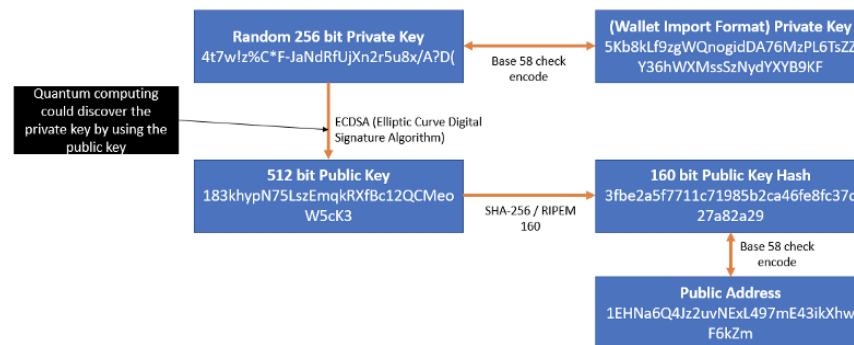 Random 256 bit Private Key
4t7w!z%C*F-JaNdRfUjXn2r5u8x/A?D(
Base 58 check
encode
(Wallet Import Format) Private Key
5Kb8kLf9zgWQnogidDA76MzPL6TsZZ
Y36hWXMssSzNydYXYB9KF
Quantum computing
could discover the
private key by using the
public key
ECDSA (Elliptic Curve Digital
Signature Algorithm)
512 bit Public Key
183khypN75LszEmqkRXfBc12QCMeo
W5cK3
SHA-256 / RIPEM
160
160 bit Public Key Hash
3fbe2a5f7711c71985b2ca46fe8fc37c
27a82a29
Base 58 check
encode
Public Address
1EHNa6Q4Jz2uvNExL497mE43ikXhw
F6kZm